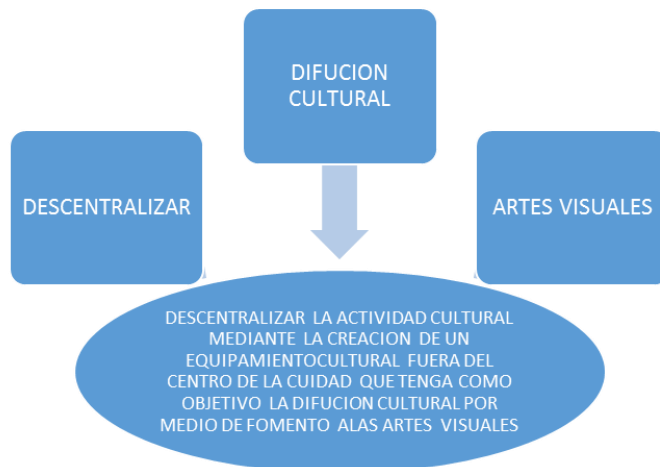 DIFUCION
CULTURAL
DESCENTRALIZAR
ARTES VISUALES
DESCENTRALIZAR LA ACTIVIDAD CULTURAL
MEDIANTE LA CREACION DE UN
EQUIPAMIENTOCULTURAL FUERA DEL
CENTRO DE LA CUIDAD QUE TENGA COMO
OBJETIVO LA DIFUCION CULTURAL POR
MEDIO DE FOMENTO ALAS ARTES VISUALES